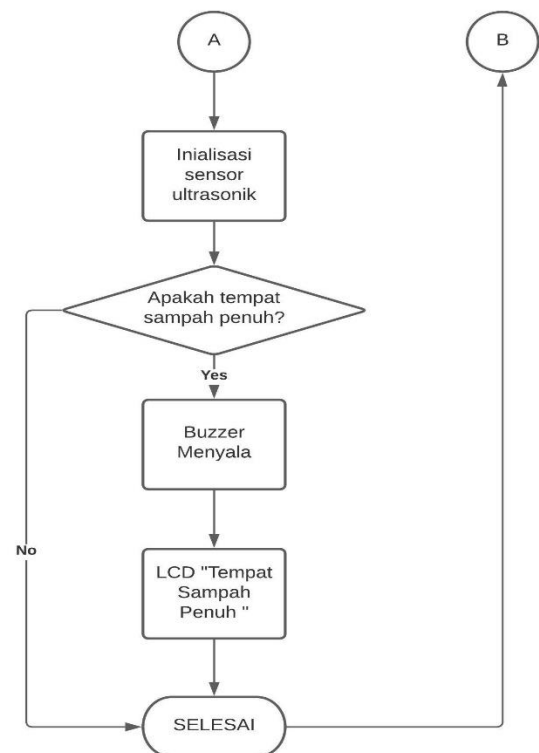 A
B
Inialisasi
sensor
ultrasonik
Apakah tempat
sampah penuh?
Yes
Buzzer
Menyala
No
LCD "Tempat
Sampah
Penuh "
SELESAI